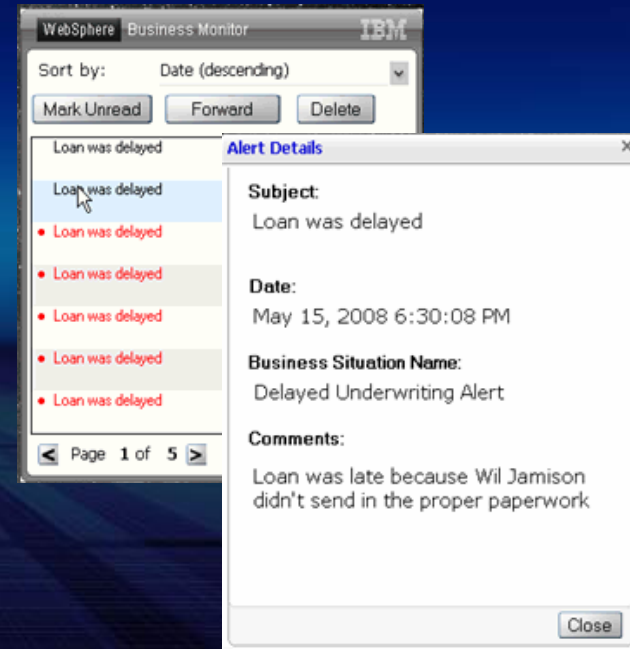 WebSphere Business Monitor IBM
Sort by: Date (descending)
Mark Unread Forward Delete
Loan was delayed
Loan was delayed
• Loan was delayed
• Loan was delayed
• Loan was delayed
• Loan was delayed
• Loan was delayed
< Page 1 of 5 >
Alert Details x
Subject:
Loan was delayed
Date:
May 15, 2008 6:30:08 PM
Business Situation Name:
Delayed Underwriting Alert
Comments:
Loan was late because Wil Jamison
didn't send in the proper paperwork
Close